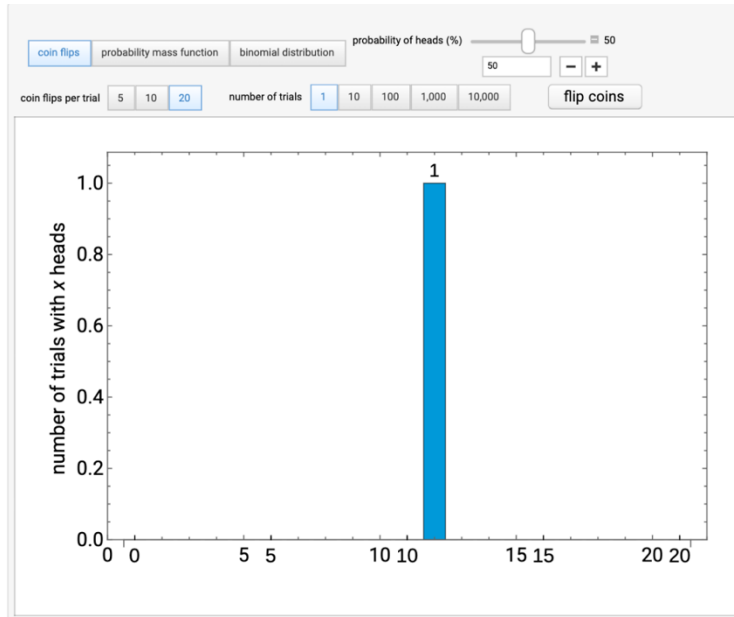 probability of heads (%) 50
coin flips probability mass function binomial distribution
50 − +
coin flips per trial 5 10 20 number of trials 1 10 100 1,000 10,000 flip coins
1
1.0
0.8
0.6
0.4
0.2
0.0
number of trials with x heads
0 0 5 5 10 10 15 15 20 20